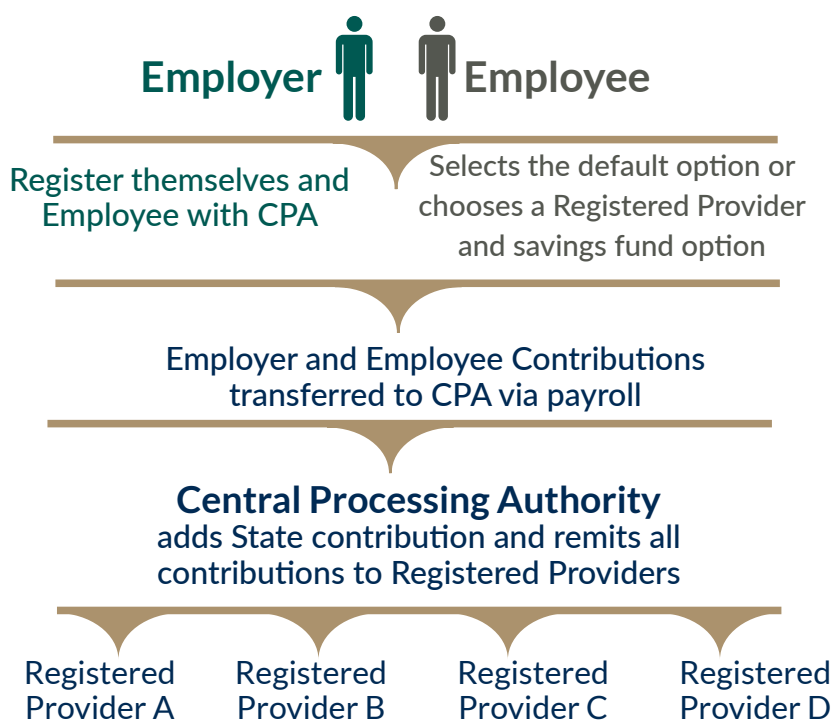 Employer
Employee
Register themselves and
Employee with CPA
Selects the default option or
chooses a Registered Provider
and savings fund option
Employer and Employee Contributions
transferred to CPA via payroll
Central Processing Authority
adds State contribution and remits all
contributions to Registered Providers
Registered
Provider A
Registered
Provider B
Registered
Provider C
Registered
Provider D